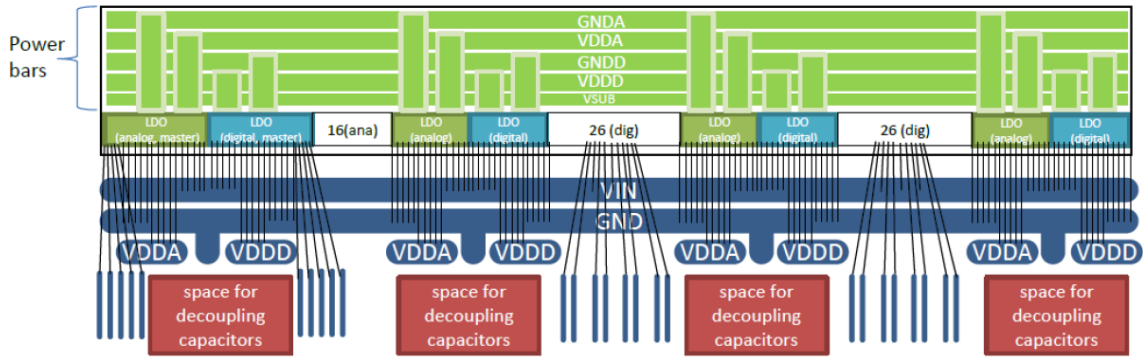 Power
bars
GNDA
VDDA
GNDD
VDDD
VSUB
LDO
(analog, master)
LDO
(digital, master)
16(ana)
LDO
(analog)
LDO
(digital)
26 (dig)
LDO
(analog)
LDO
(digital)
26 (dig)
LDO
(analog)
LDO
(digital)
VIN
GND
VDDA
VDDD
VDDA
VDDD
VDDA
VDDD
VDDA
VDDD
space for
decoupling
capacitors
space for
decoupling
capacitors
space for
decoupling
capacitors
space for
decoupling
capacitors